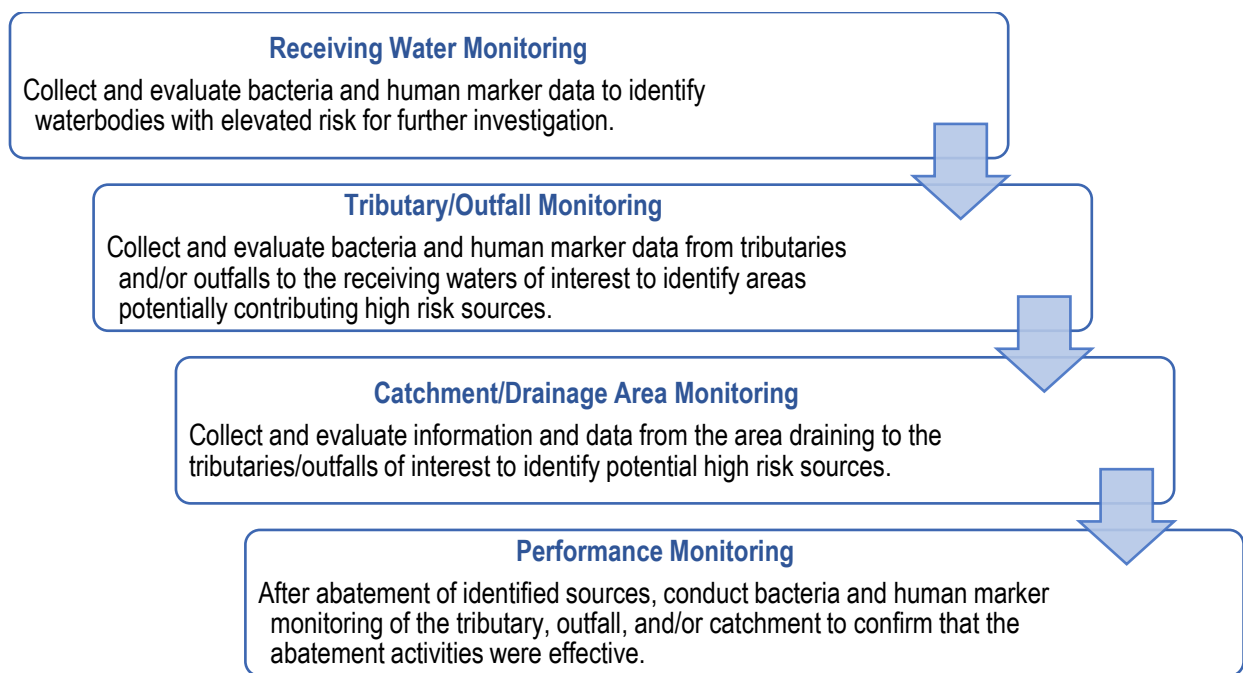 Receiving Water Monitoring
Collect and evaluate bacteria and human marker data to identify
waterbodies with elevated risk for further investigation.
Tributary/Outfall Monitoring
Collect and evaluate bacteria and human marker data from tributaries
and/or outfalls to the receiving waters of interest to identify areas
potentially contributing high risk sources.
Catchment/Drainage Area Monitoring
Collect and evaluate information and data from the area draining to the
tributaries/outfalls of interest to identify potential high risk sources.
Performance Monitoring
After abatement of identified sources, conduct bacteria and human marker
monitoring of the tributary, outfall, and/or catchment to confirm that the
abatement activities were effective.